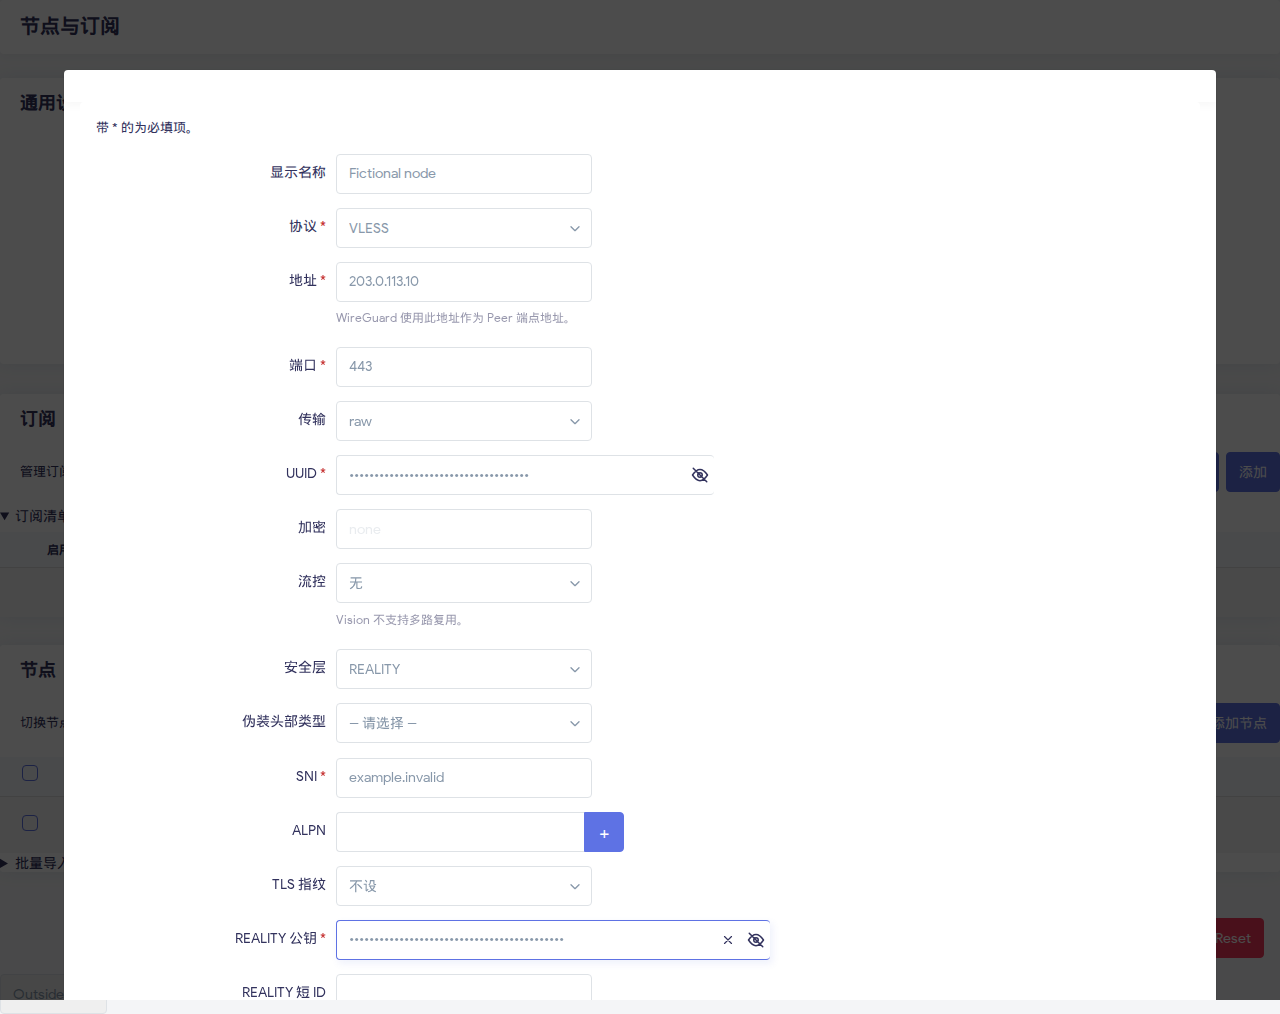 节点与订阅
通用设
带 * 的为必填项。
显示名称 Fictional node
协议 * VLESS
地址 * 203.0.113.10
WireGuard 使用此地址作为 Peer 端点地址。
端口 * 443
传输 raw
订阅
管理订阅
添加
UUID * ••••••••••••••••••••••••••••••••••••
▼ 订阅清单
加密 none
启用
流控 无
Vision 不支持多路复用。
节点
安全层 REALITY
切换节点
添加节点
伪装头部类型 — 请选择 —
SNI * example.invalid
ALPN +
▶ 批量导入
TLS 指纹 不设
REALITY 公钥 * •••••••••••••••••••••••••••••••••••••••••••
Reset
REALITY 短 ID
Outside